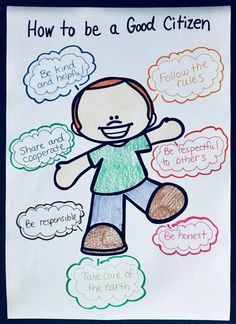 How to be a Good Citizen
Be kind
and helpful
Follow the
rules
Share and
cooperate
Be respectful
to others
Be responsible
Be honest
Take care of
the earth